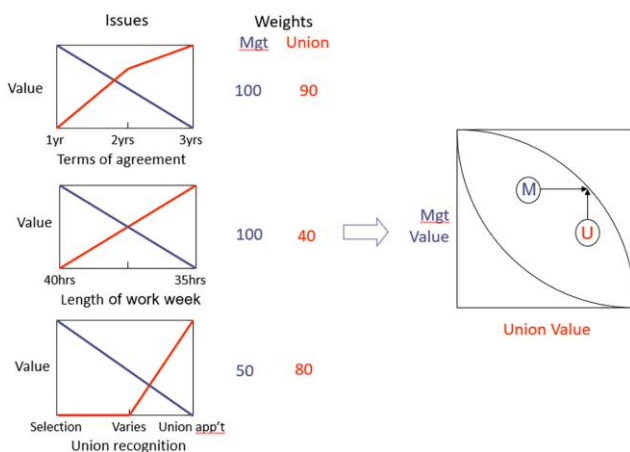 Issues
Weights
Mgt Union
Value
100 90
1yr 2yrs 3yrs
Terms of agreement
Value
100 40
40hrs 35hrs
Length of work week
Value
50 80
Selection Varies Union app't
Union recognition
M
Mgt
Value
U
Union Value